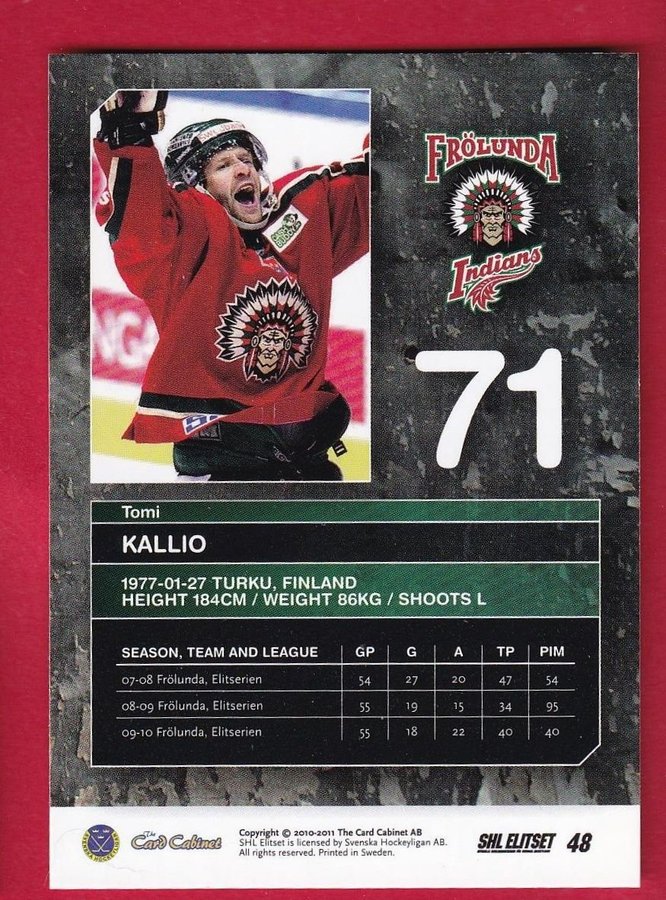 FRÖLUNDA
Indians
71
Tomi
KALLIO
1977-01-27 TURKU, FINLAND
HEIGHT 184CM / WEIGHT 86KG / SHOOTS L
SEASON, TEAM AND LEAGUE GP G A TP PIM
07-08 Frölunda, Elitserien 54 27 20 47 54
08-09 Frölunda, Elitserien 55 19 15 34 95
09-10 Frölunda, Elitserien 55 18 22 40 40
The Card Cabinet
Copyright © 2010-2011 The Card Cabinet AB
SHL Elitset is licensed by Svenska Hockeyligan AB.
All rights reserved. Printed in Sweden.
SHL ELITSET 48